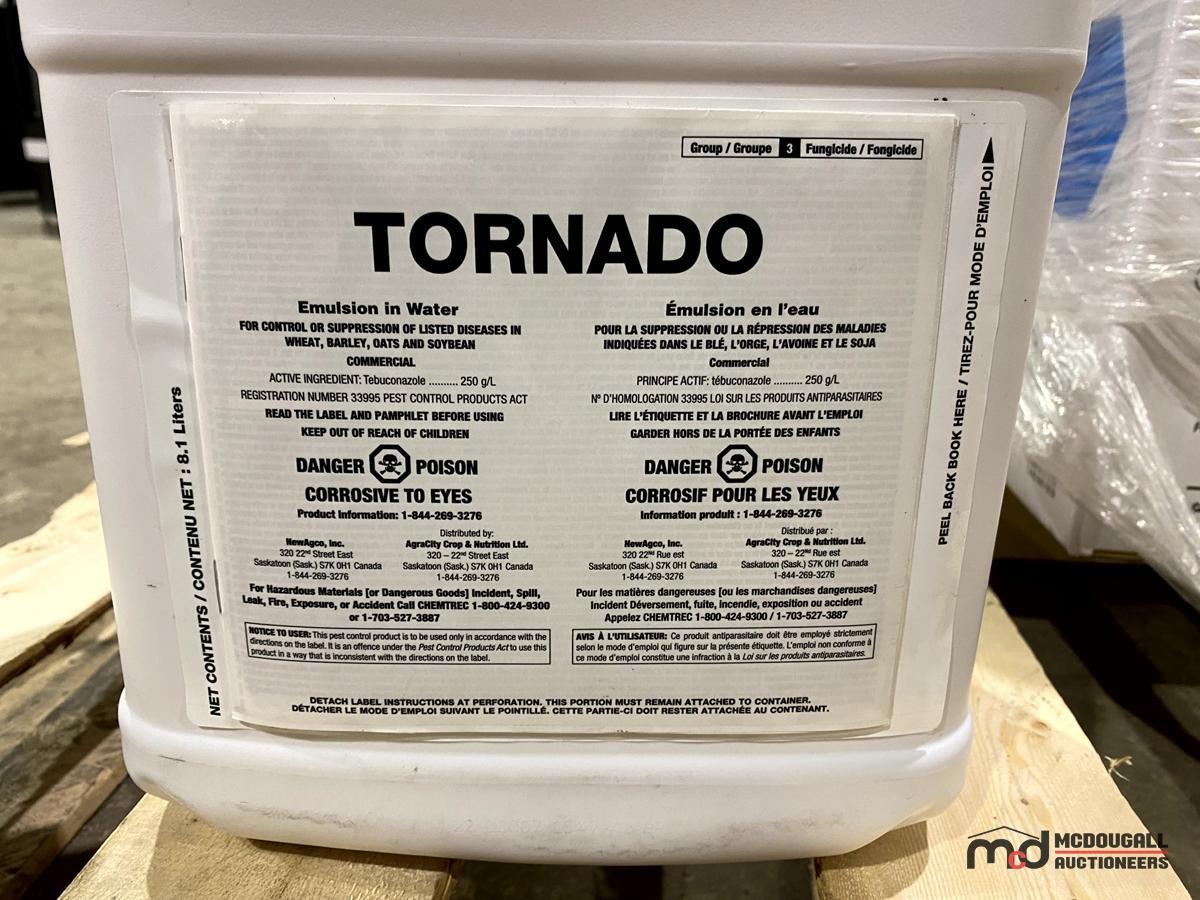 Group / Groupe 3 Fungicide / Fongicide
TORNADO
Emulsion in Water
FOR CONTROL OR SUPPRESSION OF LISTED DISEASES IN
WHEAT, BARLEY, OATS AND SOYBEAN
COMMERCIAL
ACTIVE INGREDIENT: Tebuconazole .......... 250 g/L
REGISTRATION NUMBER 33995 PEST CONTROL PRODUCTS ACT
READ THE LABEL AND PAMPHLET BEFORE USING
KEEP OUT OF REACH OF CHILDREN
DANGER POISON
CORROSIVE TO EYES
Product Information: 1-844-269-3276
NewAgco, Inc.
320 22nd Street East
Saskatoon (Sask.) S7K 0H1 Canada
1-844-269-3276
Distributed by:
AgraCity Crop & Nutrition Ltd.
320 – 22nd Street East
Saskatoon (Sask.) S7K 0H1 Canada
1-844-269-3276
For Hazardous Materials [or Dangerous Goods] Incident, Spill,
Leak, Fire, Exposure, or Accident Call CHEMTREC 1-800-424-9300
or 1-703-527-3887
NOTICE TO USER: This pest control product is to be used only in accordance with the
directions on the label. It is an offence under the Pest Control Products Act to use this
product in a way that is inconsistent with the directions on the label.
Émulsion en l'eau
POUR LA SUPPRESSION OU LA RÉPRESSION DES MALADIES
INDIQUÉES DANS LE BLÉ, L'ORGE, L'AVOINE ET LE SOJA
Commercial
PRINCIPE ACTIF: tébuconazole .......... 250 g/L
N° D'HOMOLOGATION 33995 LOI SUR LES PRODUITS ANTIPARASITAIRES
LIRE L'ÉTIQUETTE ET LA BROCHURE AVANT L'EMPLOI
GARDER HORS DE LA PORTÉE DES ENFANTS
DANGER POISON
CORROSIF POUR LES YEUX
Information produit : 1-844-269-3276
NewAgco, Inc.
320 22Nd Rue est
Saskatoon (Sask.) S7K 0H1 Canada
1-844-269-3276
Distribué par :
AgraCity Crop & Nutrition Ltd.
320 – 22Nd Rue est
Saskatoon (Sask.) S7K 0H1 Canada
1-844-269-3276
Pour les matières dangereuses [ou les marchandises dangereuses]
Incident Déversement, fuite, incendie, exposition ou accident
Appelez CHEMTREC 1-800-424-9300 / 1-703-527-3887
AVIS À L'UTILISATEUR: Ce produit antiparasitaire doit être employé strictement
selon le mode d'emploi qui figure sur la présente étiquette. L'emploi non conforme à
ce mode d'emploi constitue une infraction à la Loi sur les produits antiparasitaires.
DETACH LABEL INSTRUCTIONS AT PERFORATION. THIS PORTION MUST REMAIN ATTACHED TO CONTAINER.
DÉTACHER LE MODE D'EMPLOI SUIVANT LE POINTILLÉ. CETTE PARTIE-CI DOIT RESTER ATTACHÉE AU CONTENANT.
NET CONTENTS / CONTENU NET : 8.1 Liters
PEEL BACK BOOK HERE / TIREZ-POUR MODE D'EMPLOI
mcd MCDOUGALL
AUCTIONEERS